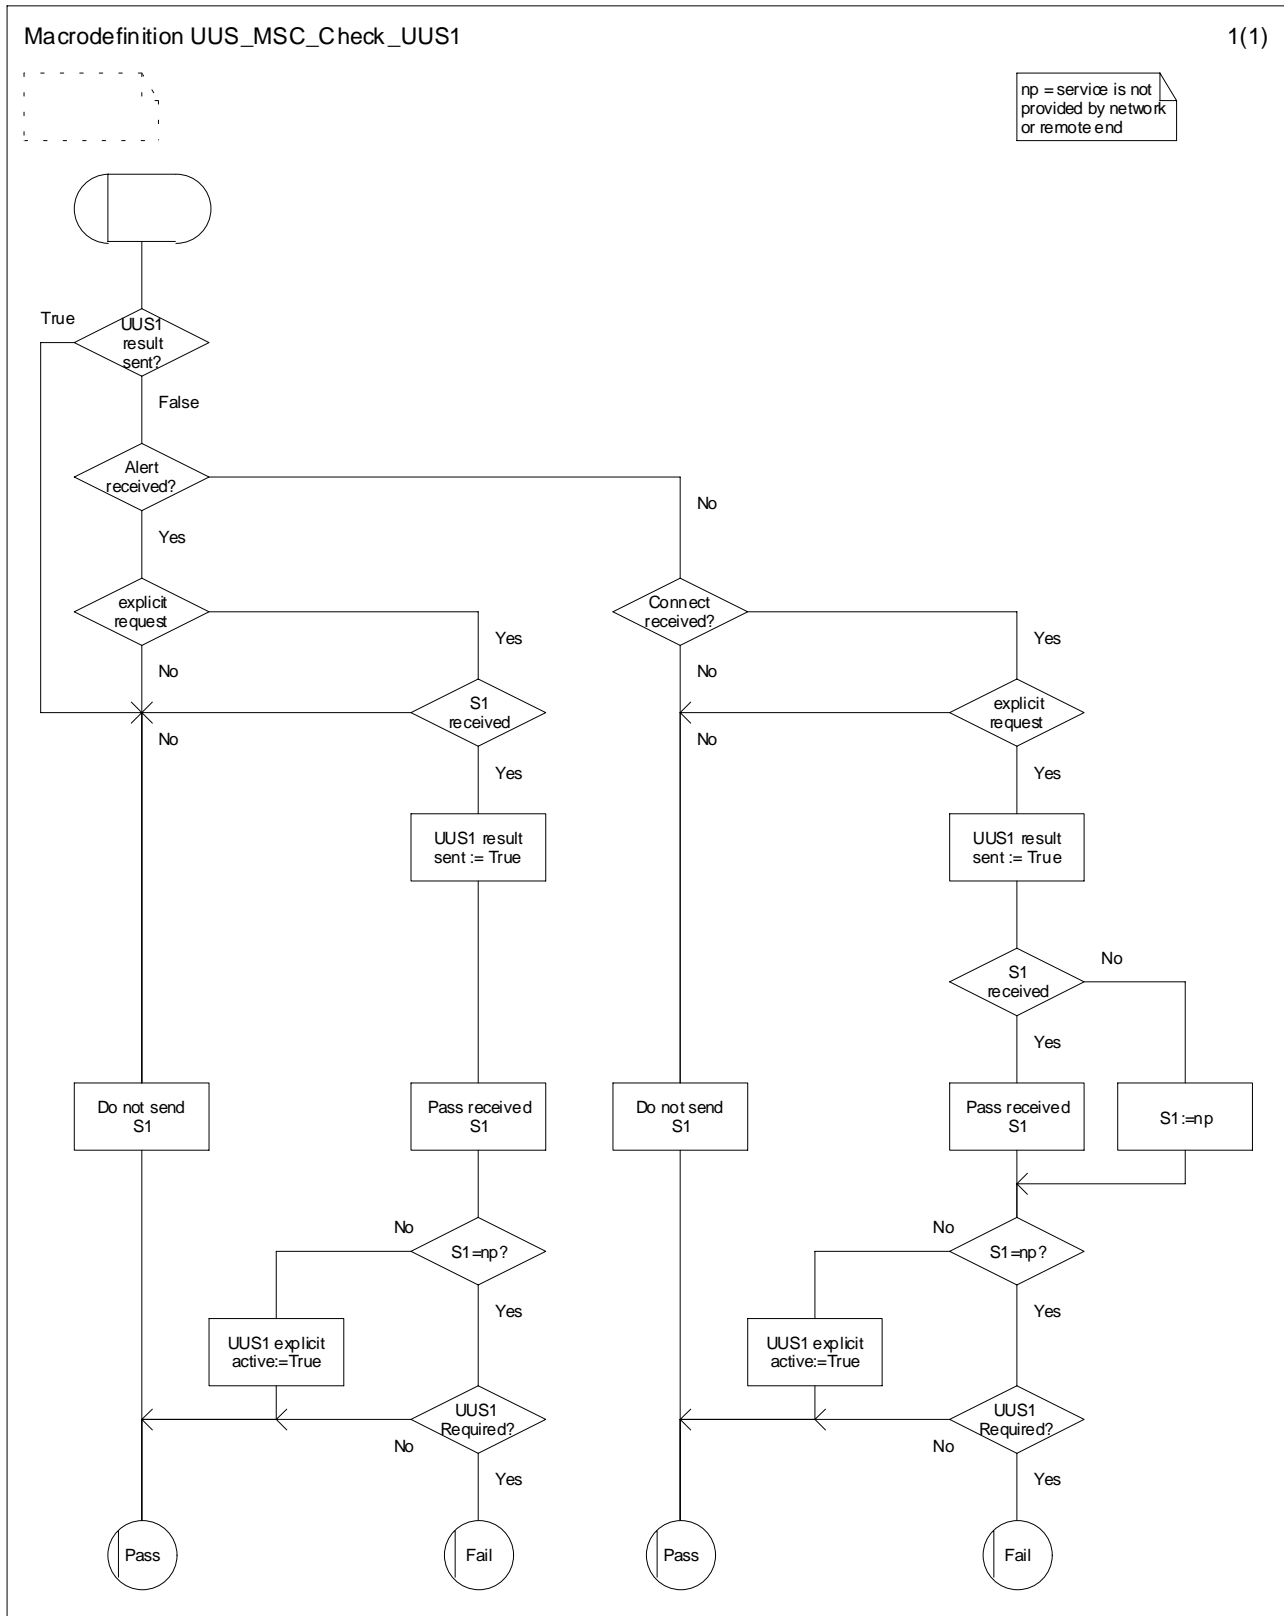 Macrodefinition UUS_MSC_Check_UUS1
1(1)
np = service is not
provided by network
or remote end
True
UUS1
result
sent?
False
Alert
received?
No
Yes
explicit
request
Connect
received?
Yes
Yes
No
No
S1
received
explicit
request
No
No
Yes
Yes
UUS1 result
sent := True
UUS1 result
sent := True
S1
received
No
Yes
Do not send
S1
Pass received
S1
Do not send
S1
Pass received
S1
S1:=np
No
S1=np?
No
S1=np?
Yes
Yes
UUS1 explicit
active:=True
UUS1 explicit
active:=True
UUS1
Required?
UUS1
Required?
No
No
Yes
Yes
Pass
Fail
Pass
Fail